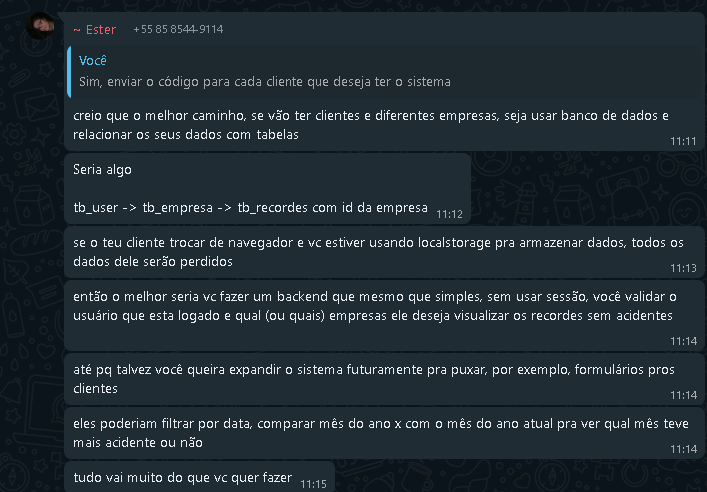 ~ Ester +55 85 8544-9114
Você
Sim, enviar o código para cada cliente que deseja ter o sistema
creio que o melhor caminho, se vão ter clientes e diferentes empresas, seja usar banco de dados e
relacionar os seus dados com tabelas
11:11
Seria algo
tb_user -> tb_empresa -> tb_recordes com id da empresa 11:12
se o teu cliente trocar de navegador e vc estiver usando localstorage pra armazenar dados, todos os
dados dele serão perdidos
11:13
então o melhor seria vc fazer um backend que mesmo que simples, sem usar sessão, você validar o
usuário que esta logado e qual (ou quais) empresas ele deseja visualizar os recordes sem acidentes
11:14
até pq talvez você queira expandir o sistema futuramente pra puxar, por exemplo, formulários pros
clientes
11:14
eles poderiam filtrar por data, comparar mês do ano x com o mês do ano atual pra ver qual mês teve
mais acidente ou não
11:14
tudo vai muito do que vc quer fazer 11:15